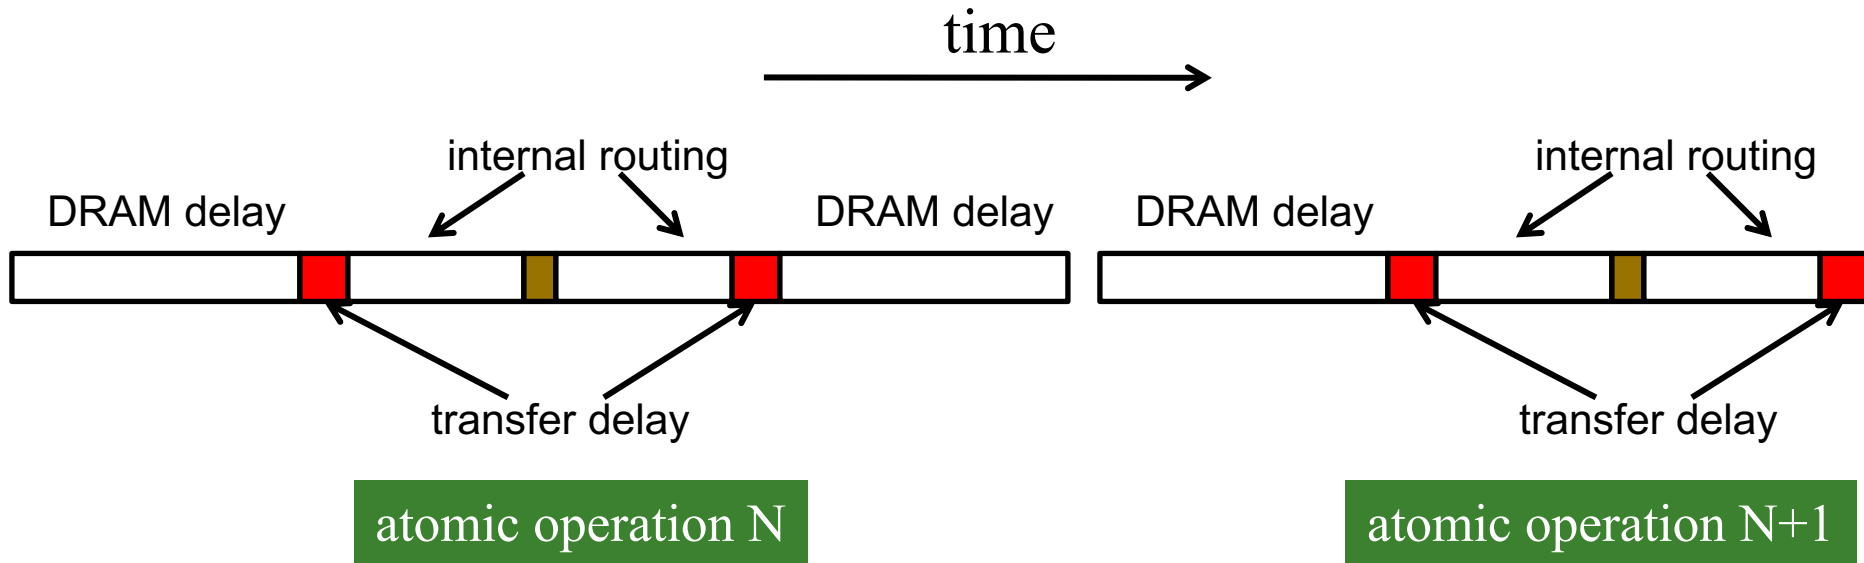 time
internal routing
internal routing
DRAM delay
DRAM delay
DRAM delay
transfer delay
transfer delay
atomic operation N
atomic operation N+1